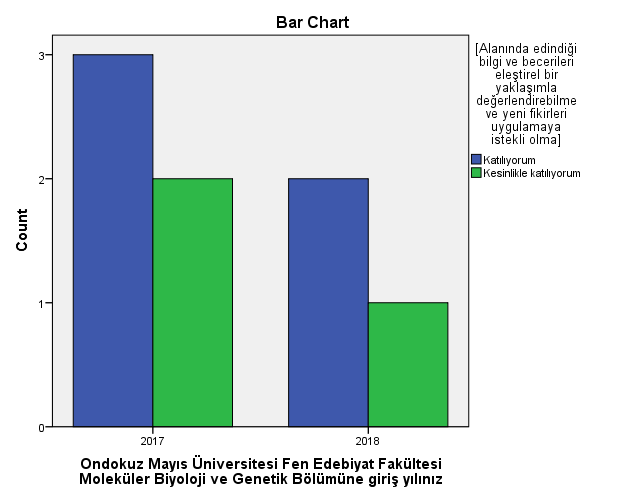 Bar Chart
[Alanında edindiği
bilgi ve becerileri
eleştirel bir
yaklaşımla
değerlendirebilme
ve yeni fikirleri
uygulamaya
istekli olma]
Katılıyorum
Kesinlikle katılıyorum
Count
3
2
1
0
2017
2018
Ondokuz Mayıs Üniversitesi Fen Edebiyat Fakültesi
Moleküler Biyoloji ve Genetik Bölümüne giriş yılınız